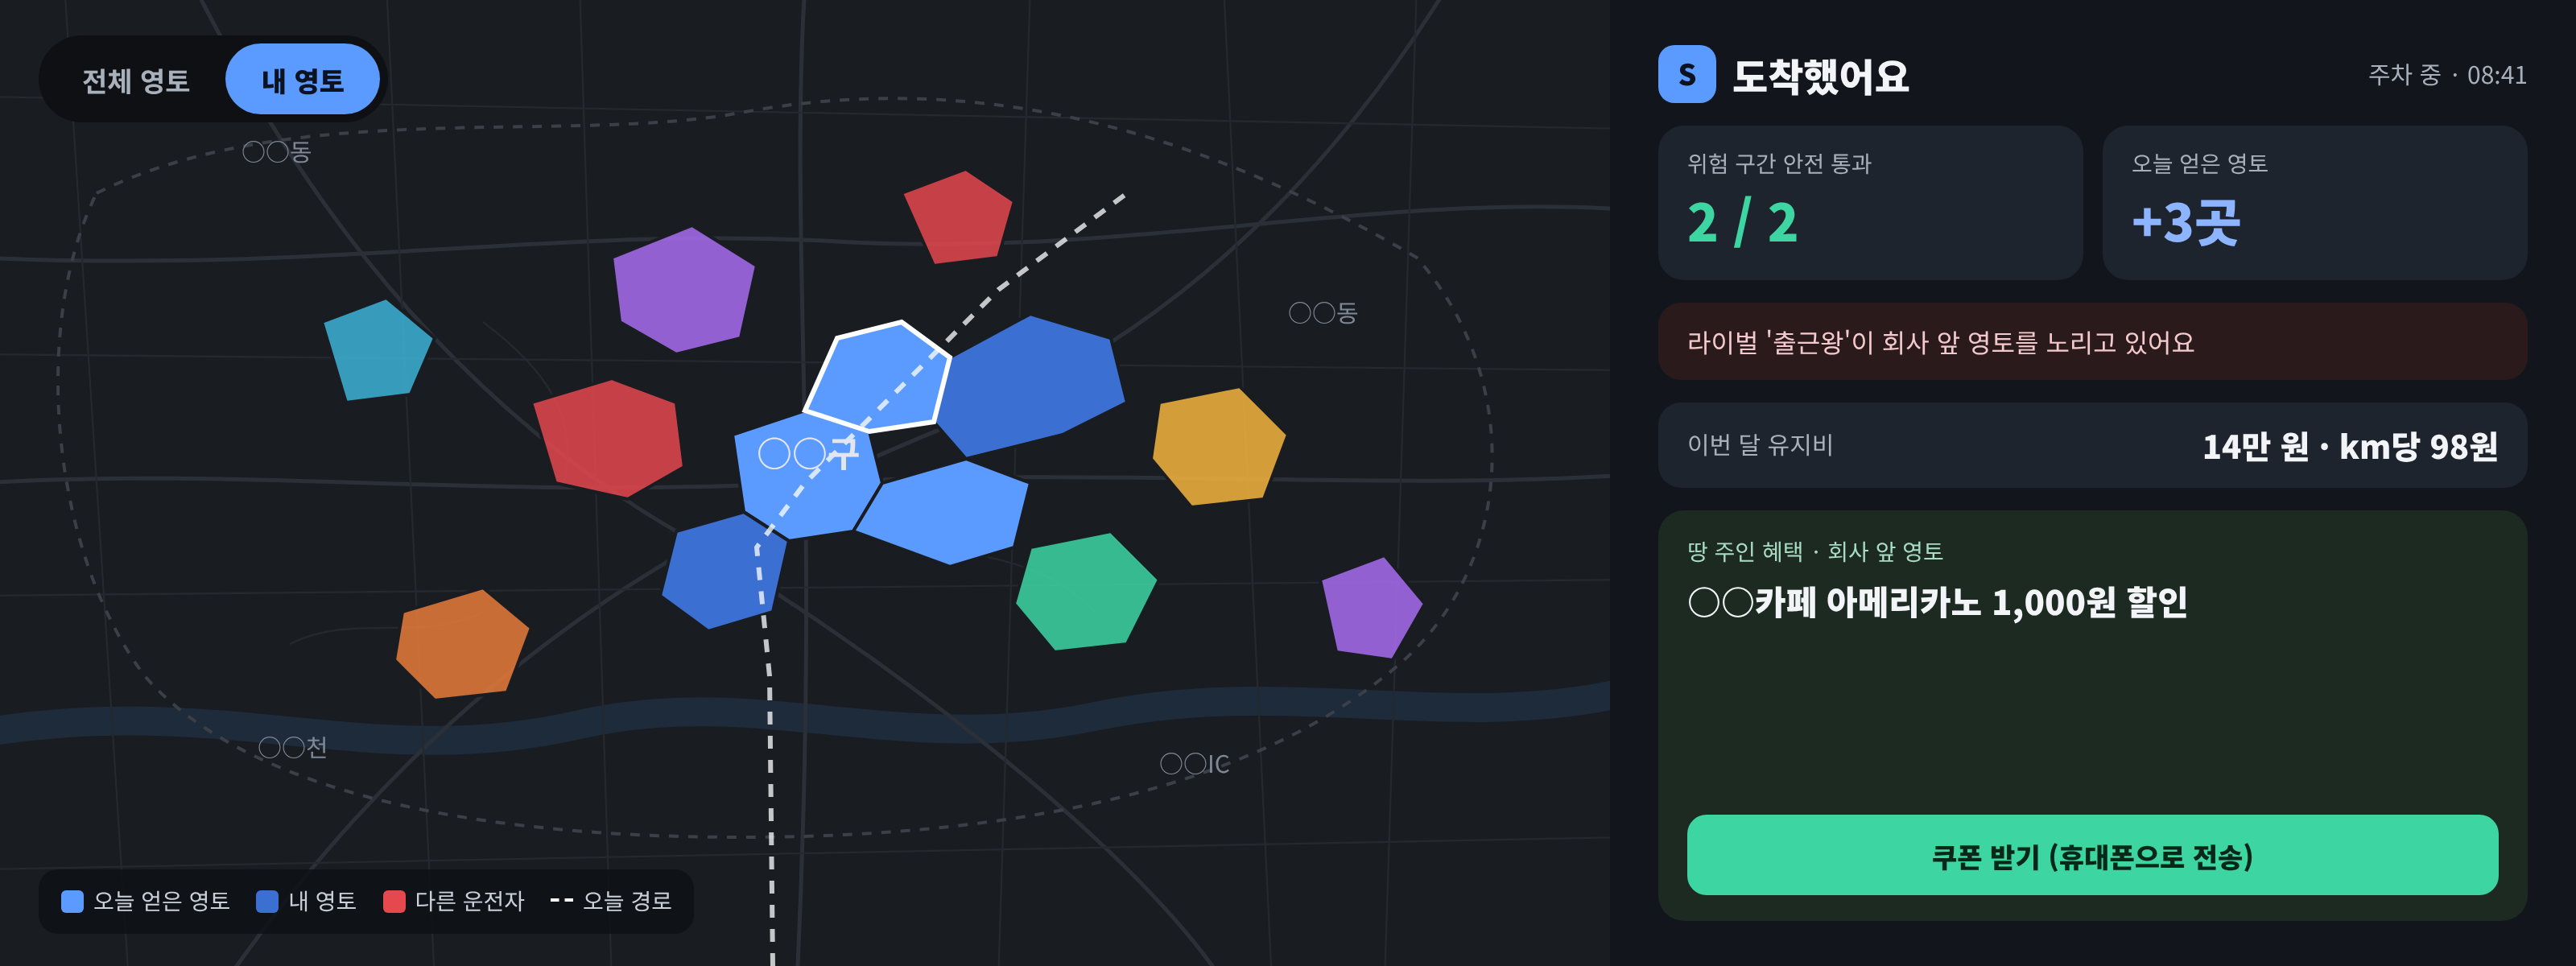 전체 영토
내 영토
○○동
○○동
○○구
○○천
○○IC
오늘 얻은 영토
내 영토
다른 운전자
오늘 경로
S
도착했어요
주차 중 · 08:41
위험 구간 안전 통과
2 / 2
오늘 얻은 영토
+3곳
라이벌 '출근왕'이 회사 앞 영토를 노리고 있어요
이번 달 유지비
14만 원 · km당 98원
땅 주인 혜택 · 회사 앞 영토
○○카페 아메리카노 1,000원 할인
쿠폰 받기 (휴대폰으로 전송)